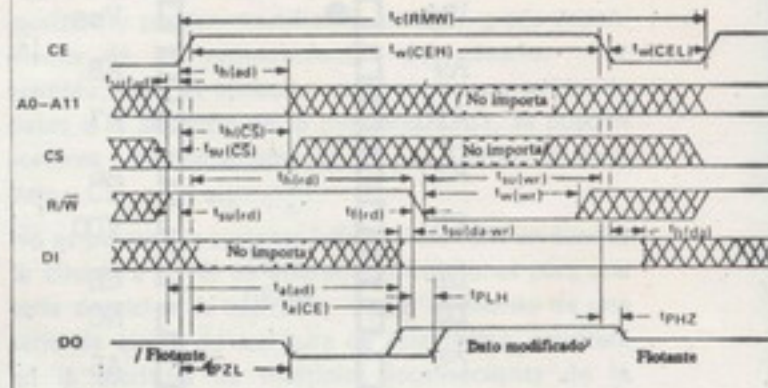 tc(RMW)
CE
tw(CEH)
tw(CEL)
th(ad)
tsu(ad)
A0-A11
No importa
th(CS̅)
CS
tsu(CS̅)
No importa
th(rd)
tsu(wr)
tw(wr)
R/W̅
tsu(rd)
t(rd)
tsu(da-wr)
th(da)
DI
No importa
ta(ad)
ta(CE)
tPLH
tPHZ
DO
Flotante
Dato modificado
Flotante
tPZL